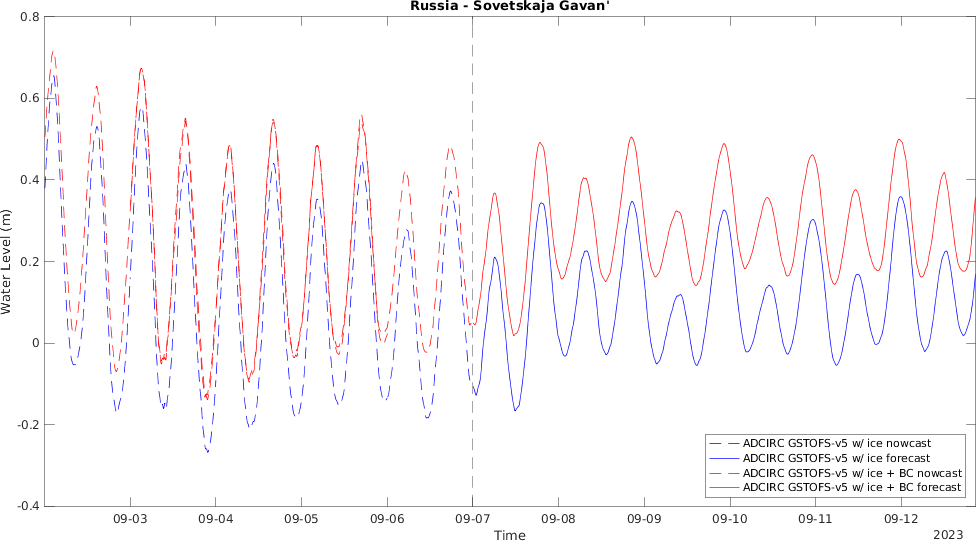 Russia - Sovetskaja Gavan'
0.8
0.6
0.4
0.2
0
-0.2
-0.4
Water Level (m)
ADCIRC GSTOFS-v5 w/ ice nowcast
ADCIRC GSTOFS-v5 w/ ice forecast
ADCIRC GSTOFS-v5 w/ ice + BC nowcast
ADCIRC GSTOFS-v5 w/ ice + BC forecast
09-03 09-04 09-05 09-06 09-07 09-08 09-09 09-10 09-11 09-12
Time
2023